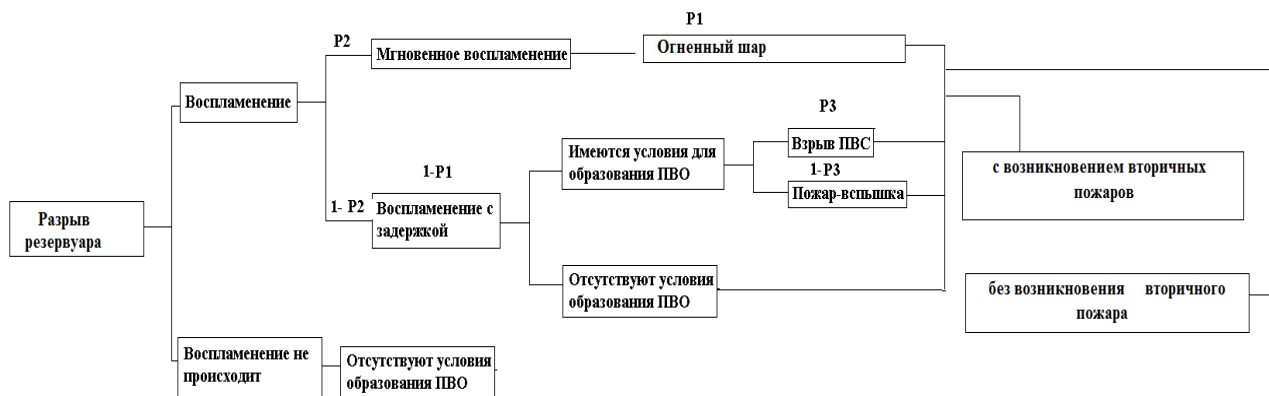 P1
P2
Мгновенное воспламенение
Огненный шар
Воспламенение
P3
Взрыв ПВС
Имеются условия для
образования ПВО
1-P3
Пожар-вспышка
с возникновением вторичных
пожаров
1-P1
1- P2
Воспламенение с
задержкой
Разрыв
резервуара
Отсутствуют условия
образования ПВО
без возникновения вторичного
пожара
Воспламенение не
происходит
Отсутствуют условия
образования ПВО